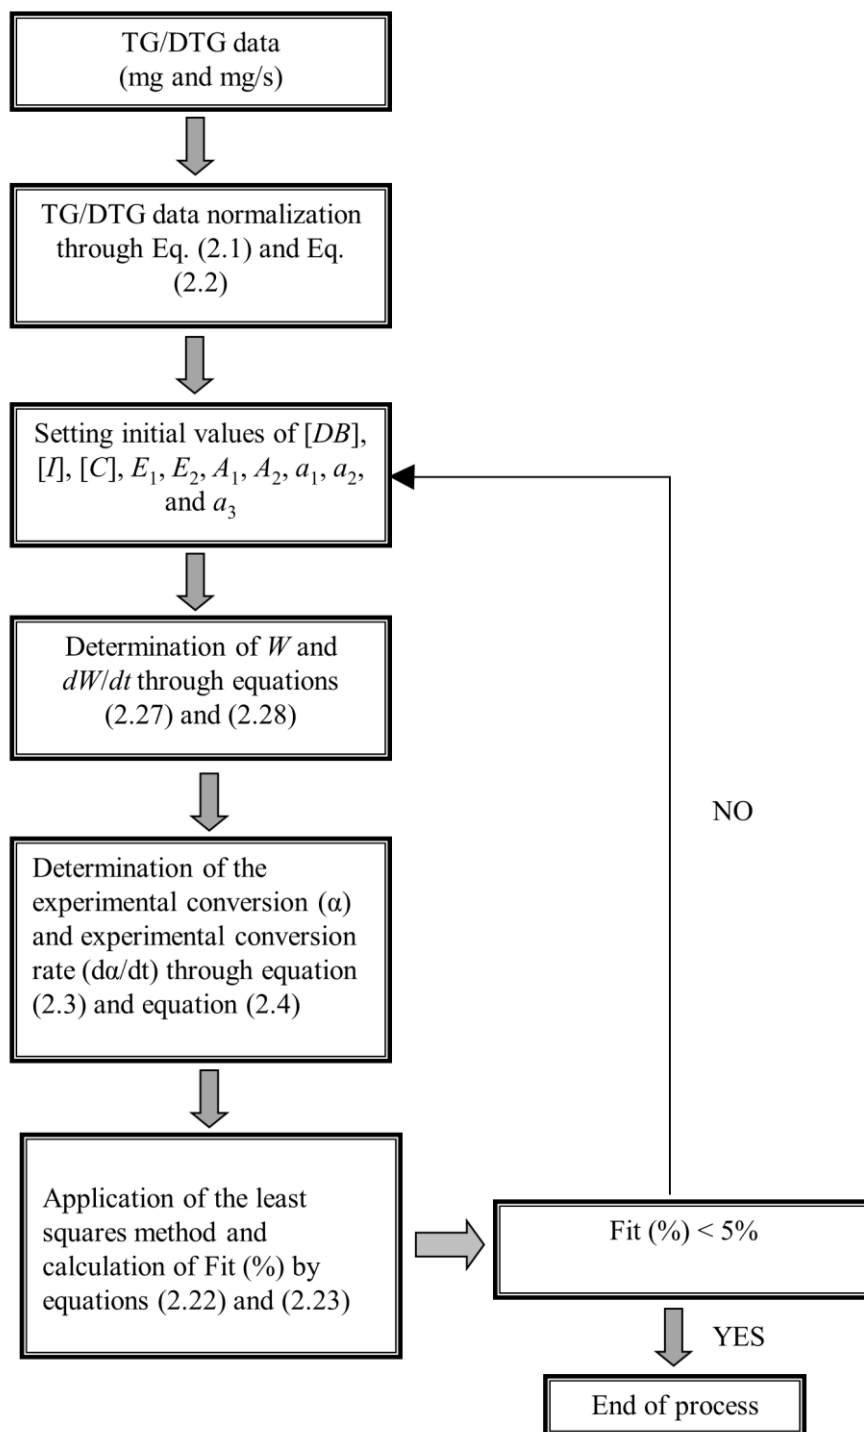 TG/DTG data
(mg and mg/s)
TG/DTG data normalization
through Eq. (2.1) and Eq.
(2.2)
Setting initial values of [DB],
[I], [C], E₁, E₂, A₁, A₂, a₁, a₂,
and a₃
Determination of W and
dW/dt through equations
(2.27) and (2.28)
NO
Determination of the
experimental conversion (α)
and experimental conversion
rate (dα/dt) through equation
(2.3) and equation (2.4)
Application of the least
squares method and
calculation of Fit (%) by
equations (2.22) and (2.23)
Fit (%) < 5%
YES
End of process